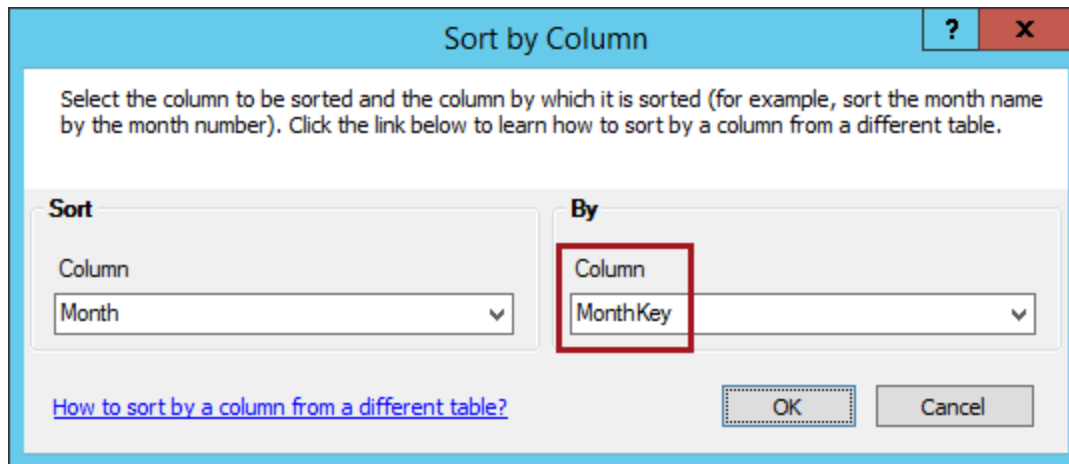 Sort by Column
?
x
Select the column to be sorted and the column by which it is sorted (for example, sort the month name
by the month number). Click the link below to learn how to sort by a column from a different table.
Sort
By
Column
Column
Month
MonthKey
How to sort by a column from a different table?
OK
Cancel